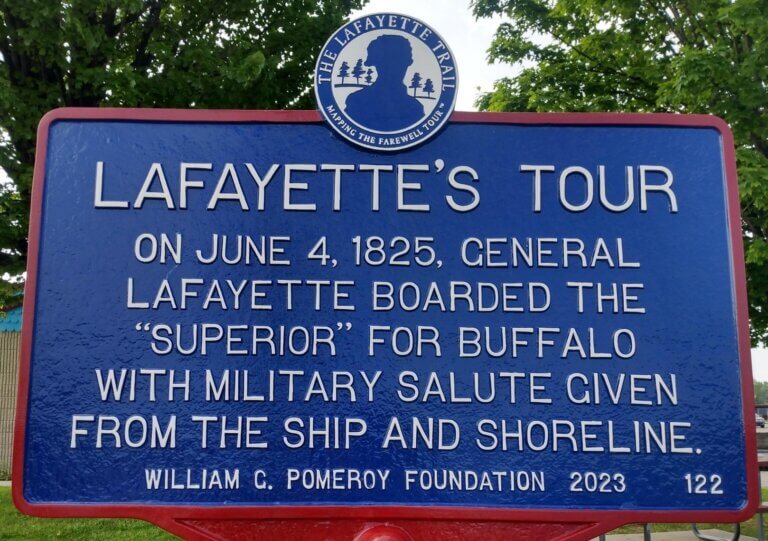 THE LAFAYETTE TRAIL
MAPPING THE FAREWELL TOUR™
LAFAYETTE'S TOUR
ON JUNE 4, 1825, GENERAL
LAFAYETTE BOARDED THE
"SUPERIOR" FOR BUFFALO
WITH MILITARY SALUTE GIVEN
FROM THE SHIP AND SHORELINE.
WILLIAM G. POMEROY FOUNDATION 2023 122